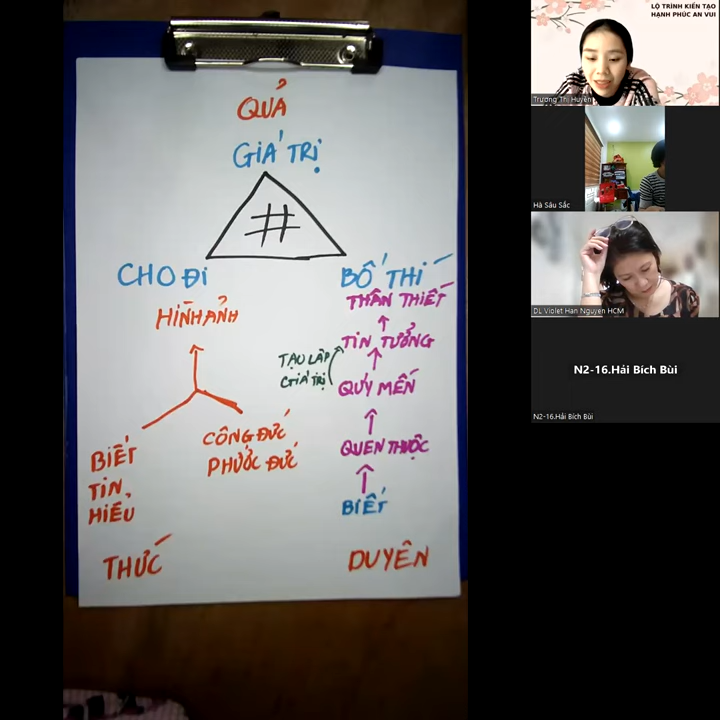 QUẢ
GIÁ TRỊ
#
CHO ĐI
BỐ THÍ
HÌNH ẢNH
THÂN THIẾT
TIN TƯỞNG
TẠO LẬP
GIÁ TRỊ
QUÝ MẾN
CÔNG ĐỨC
PHƯỚC ĐỨC
QUEN THUỘC
BIẾT
TIN
HIỂU
BIẾT
THỨC
DUYÊN
LỘ TRÌNH KIẾN TẠO
HẠNH PHÚC AN VUI
Trương Thị Huyền
Hà Sâu Sắc
DL Violet Han Nguyen HCM
N2-16.Hải Bích Bùi
N2-16.Hải Bích Bùi